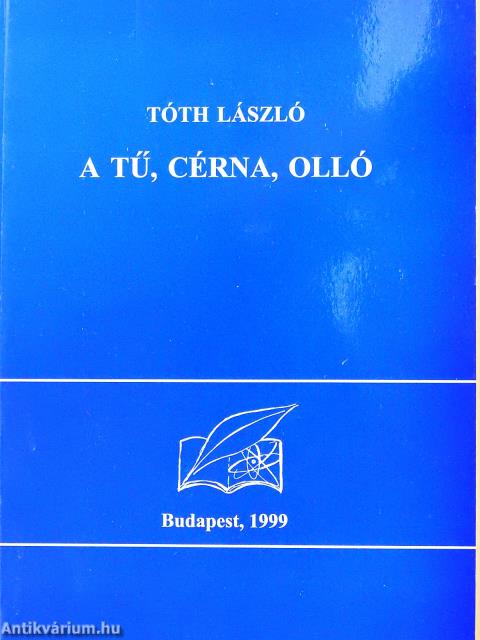 TÓTH LÁSZLÓ
A TŰ, CÉRNA, OLLÓ
Budapest, 1999
Antikvárium.hu